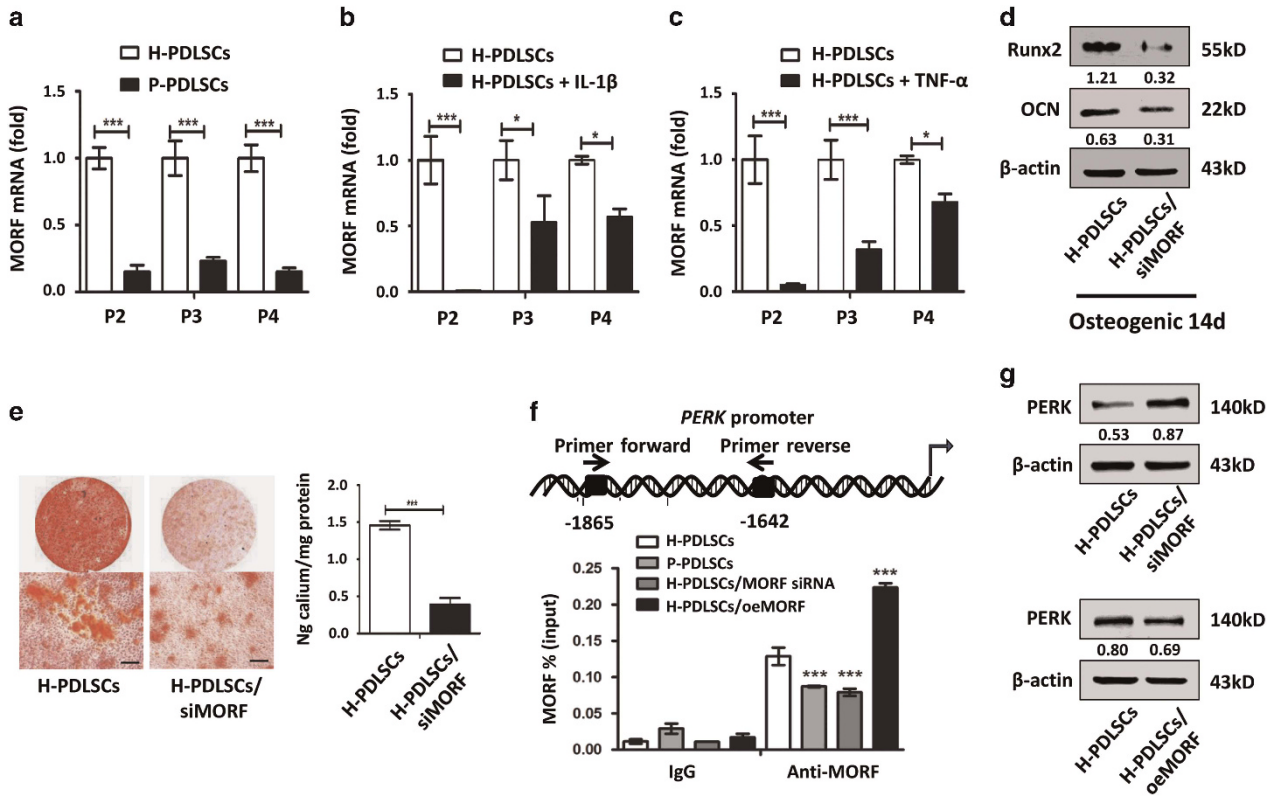 a
H-PDLSCs
P-PDLSCs
MORF mRNA (fold)
1.5
1.0
0.5
0.0
***
***
***
P2
P3
P4
b
H-PDLSCs
H-PDLSCs + IL-1β
MORF mRNA (fold)
1.5
1.0
0.5
0.0
***
*
*
P2
P3
P4
c
H-PDLSCs
H-PDLSCs + TNF-α
MORF mRNA (fold)
1.5
1.0
0.5
0.0
***
***
*
P2
P3
P4
d
Runx2
55kD
1.21
0.32
OCN
22kD
0.63
0.31
β-actin
43kD
H-PDLSCs
H-PDLSCs/
siMORF
Osteogenic 14d
e
H-PDLSCs
H-PDLSCs/
siMORF
Ng calium/mg protein
2.0
1.5
1.0
0.5
0.0
***
H-PDLSCs
H-PDLSCs/
siMORF
f
PERK promoter
Primer forward
Primer reverse
-1865
-1642
H-PDLSCs
P-PDLSCs
H-PDLSCs/MORF siRNA
H-PDLSCs/oeMORF
MORF % (input)
0.25
0.20
0.15
0.10
0.05
0.00
***
***
***
IgG
Anti-MORF
g
PERK
140kD
0.53
0.87
β-actin
43kD
H-PDLSCs
H-PDLSCs/
siMORF
PERK
140kD
0.80
0.69
β-actin
43kD
H-PDLSCs
H-PDLSCs/
oeMORF